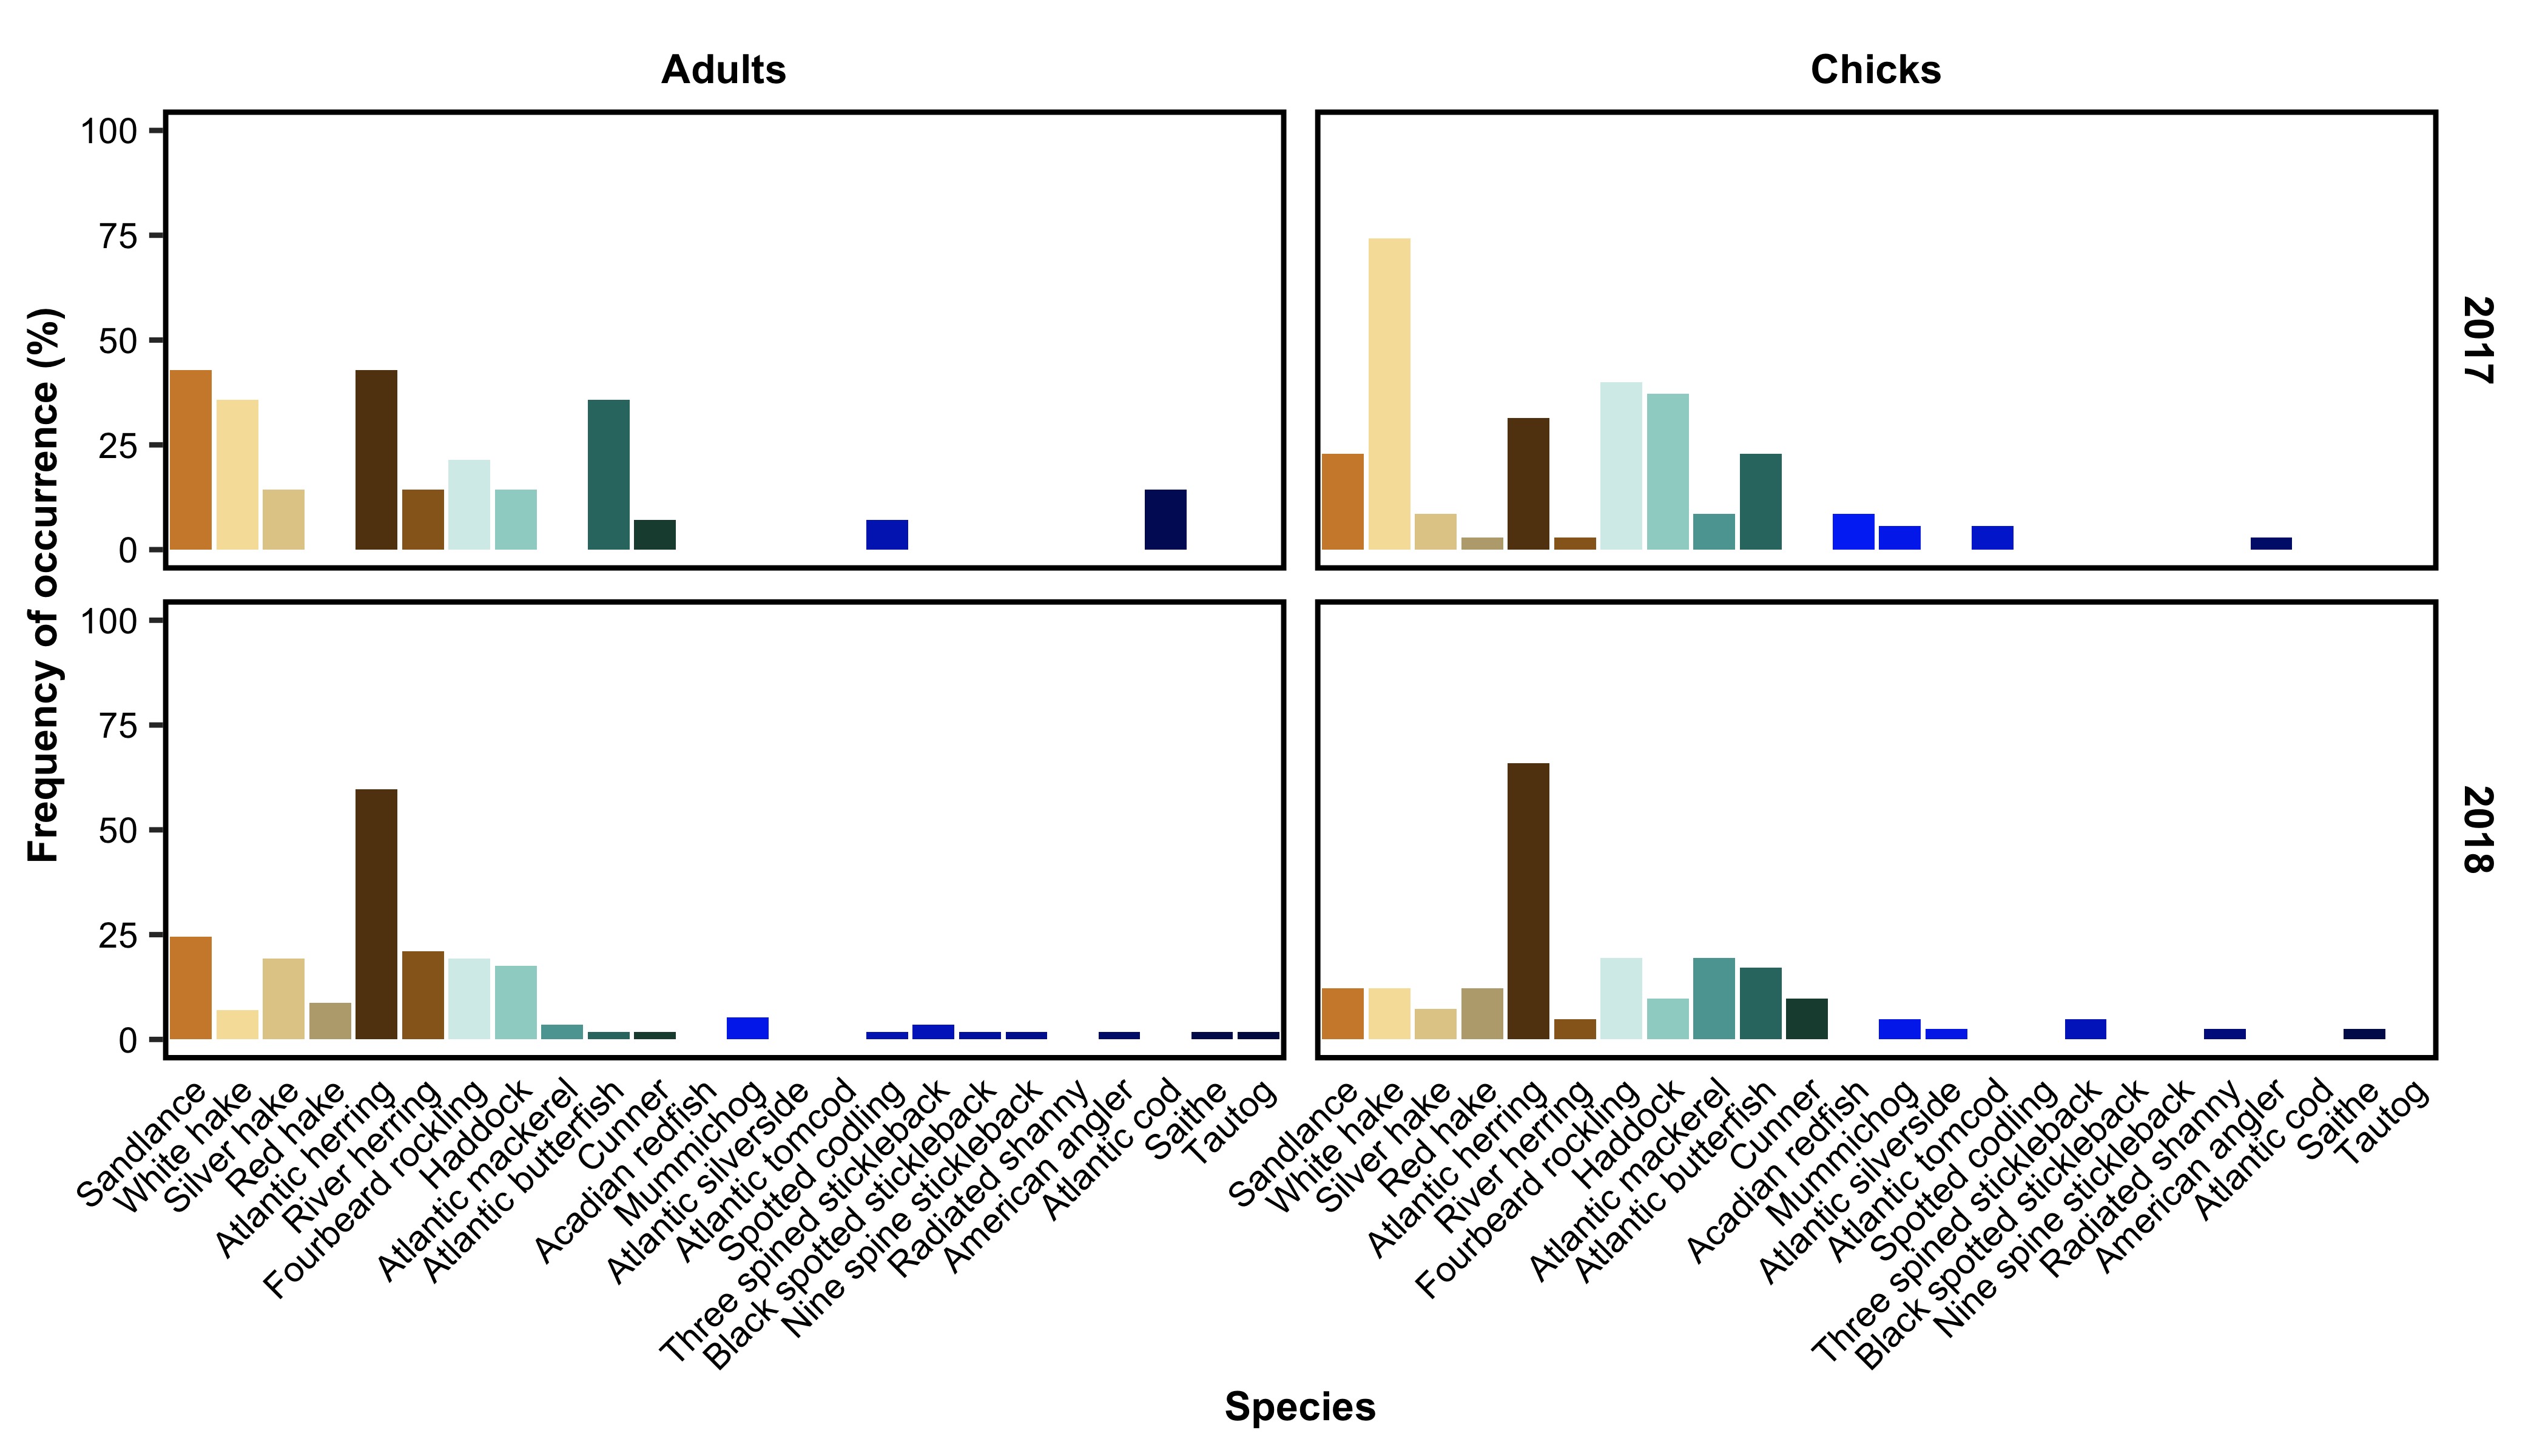 Adults
Chicks
Frequency of occurrence (%)
100
75
50
25
0
2017
100
75
50
25
0
2018
Sandlance
White hake
Silver hake
Red hake
Atlantic herring
River herring
Fourbeard rockling
Haddock
Atlantic mackerel
Atlantic butterfish
Cunner
Acadian redfish
Mummichog
Atlantic silverside
Atlantic tomcod
Spotted codling
Three spined stickleback
Black spotted stickleback
Nine spine stickleback
Radiated shanny
American angler
Atlantic cod
Saithe
Tautog
Sandlance
White hake
Silver hake
Red hake
Atlantic herring
River herring
Fourbeard rockling
Haddock
Atlantic mackerel
Atlantic butterfish
Cunner
Acadian redfish
Mummichog
Atlantic silverside
Atlantic tomcod
Spotted codling
Three spined stickleback
Black spotted stickleback
Nine spine stickleback
Radiated shanny
American angler
Atlantic cod
Saithe
Tautog
Species